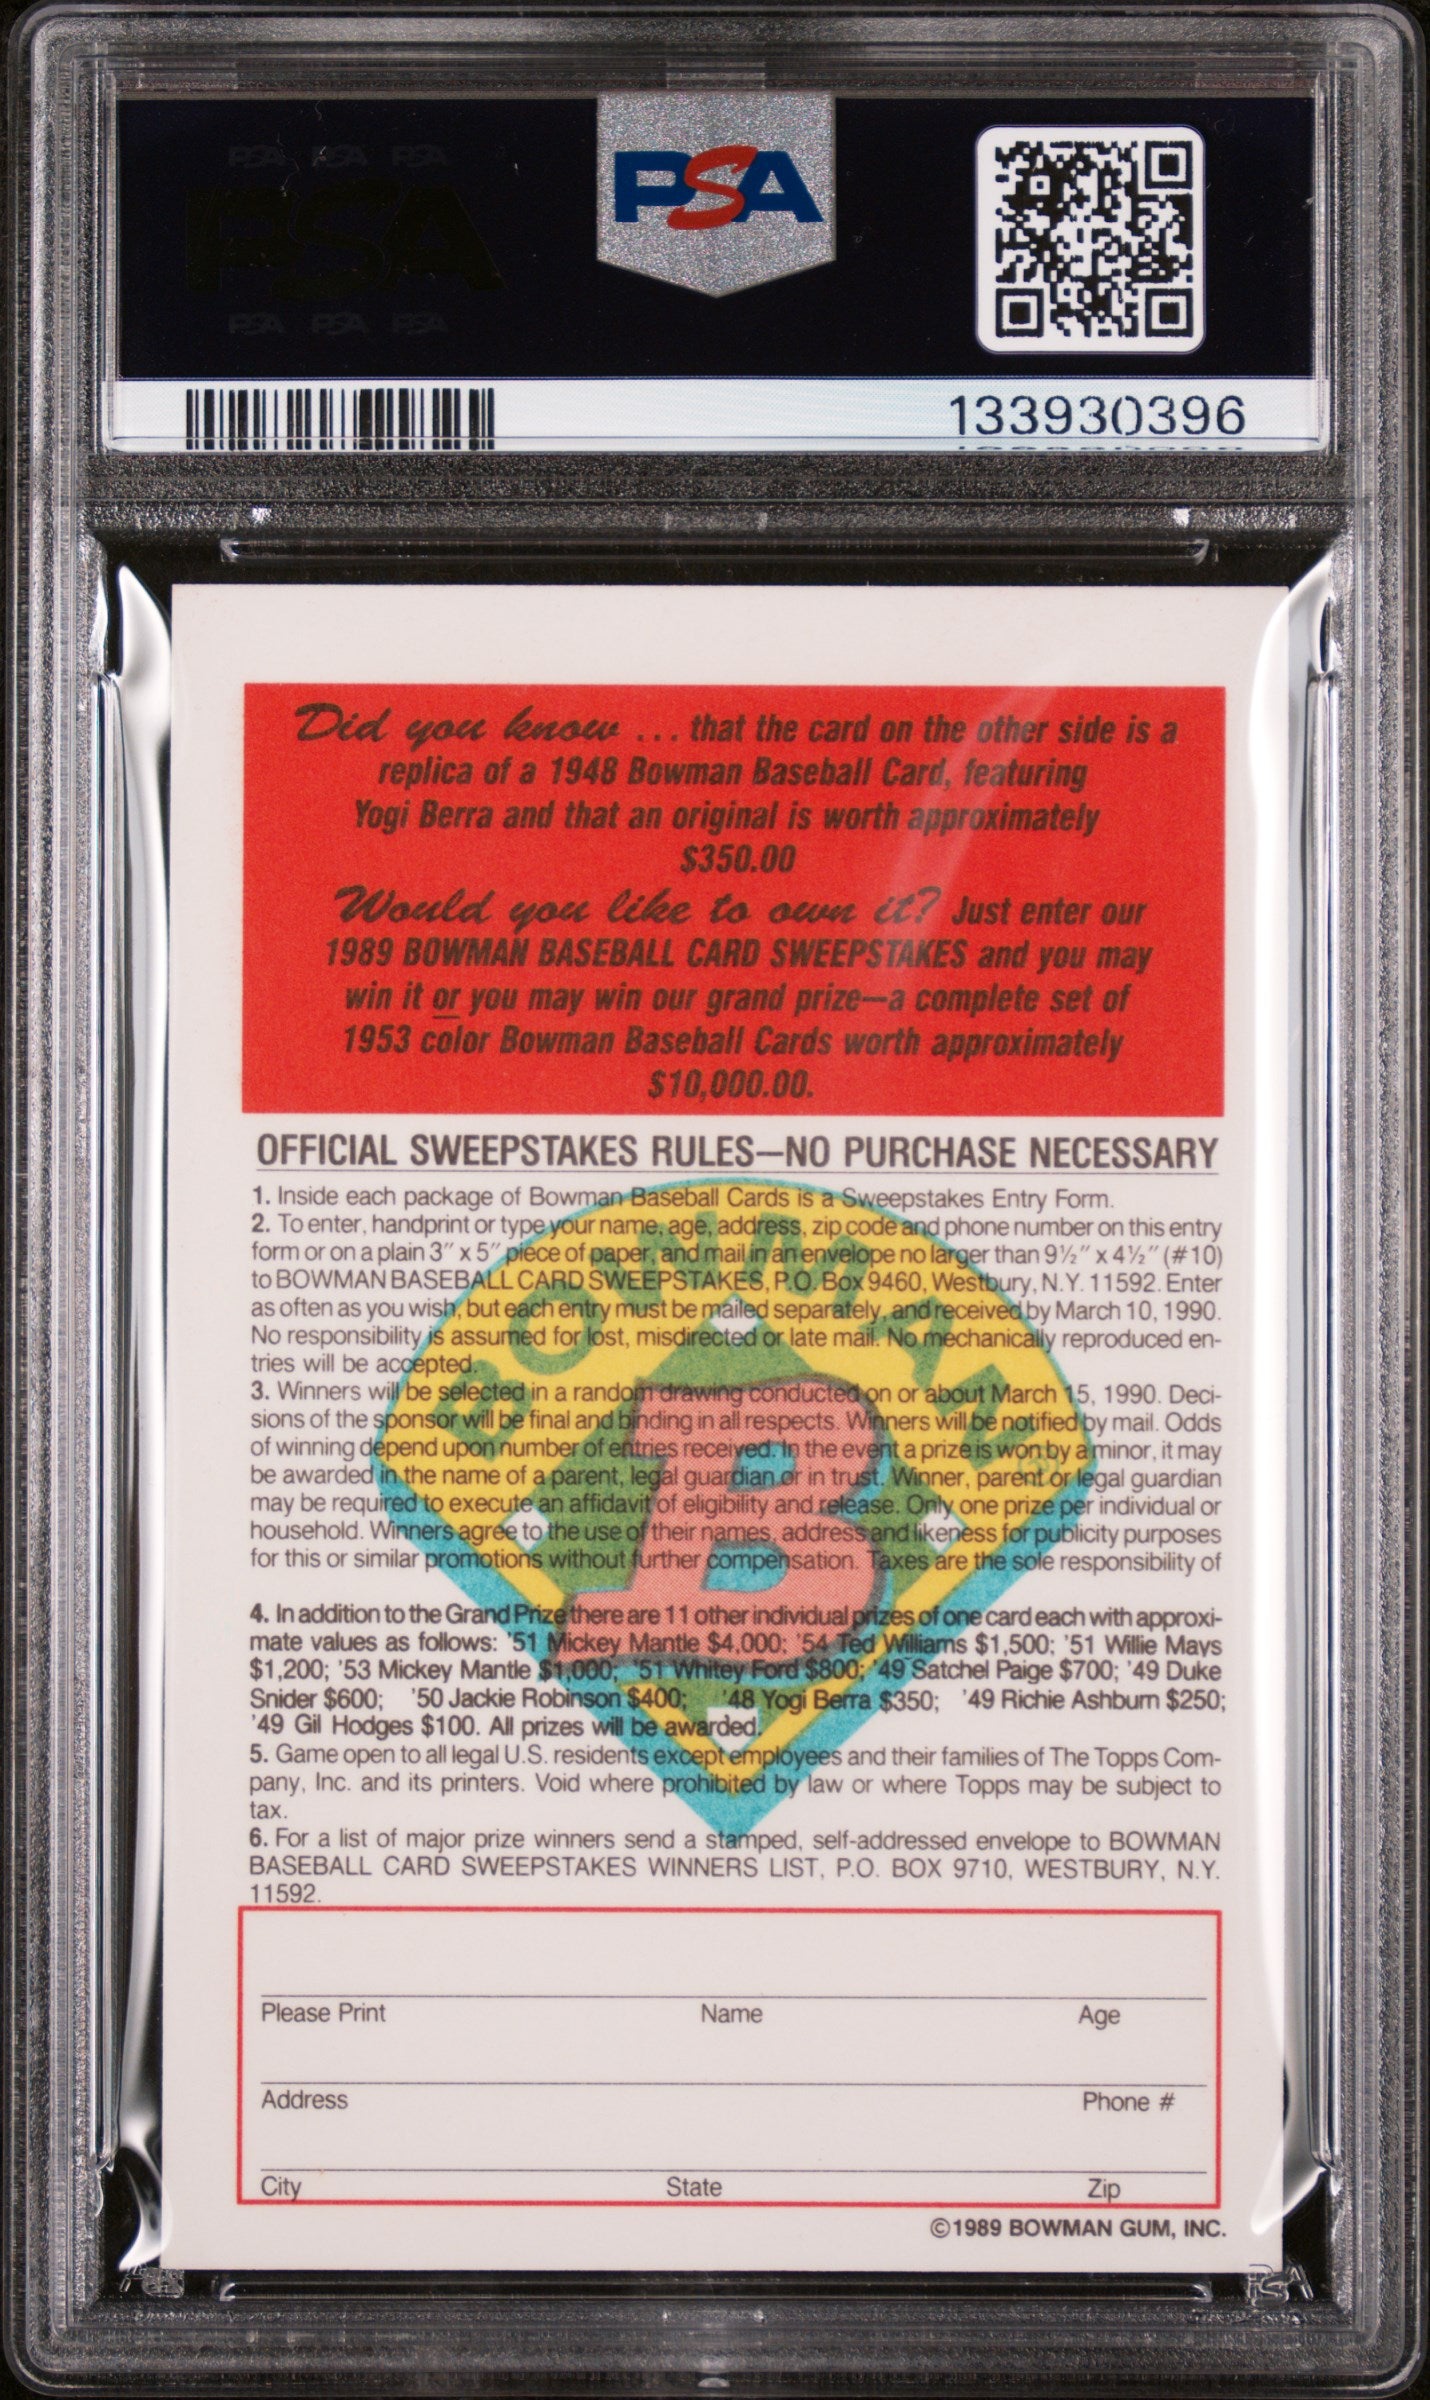 PSA PSA PSA
PSA
PSA PSA PSA
PSA
133930396
Did you know ... that the card on the other side is a
replica of a 1948 Bowman Baseball Card, featuring
Yogi Berra and that an original is worth approximately
$350.00
Would you like to own it? Just enter our
1989 BOWMAN BASEBALL CARD SWEEPSTAKES and you may
win it or you may win our grand prize—a complete set of
1953 color Bowman Baseball Cards worth approximately
$10,000.00.
OFFICIAL SWEEPSTAKES RULES—NO PURCHASE NECESSARY
1. Inside each package of Bowman Baseball Cards is a Sweepstakes Entry Form.
2. To enter, handprint or type your name, age, address, zip code and phone number on this entry
form or on a plain 3″ x 5″ piece of paper, and mail in an envelope no larger than 9½″ x 4½″ (#10)
to BOWMAN BASEBALL CARD SWEEPSTAKES, P.O. Box 9460, Westbury, N.Y. 11592. Enter
as often as you wish, but each entry must be mailed separately, and received by March 10, 1990.
No responsibility is assumed for lost, misdirected or late mail. No mechanically reproduced en-
tries will be accepted.
3. Winners will be selected in a random drawing conducted on or about March 15, 1990. Deci-
sions of the sponsor will be final and binding in all respects. Winners will be notified by mail. Odds
of winning depend upon number of entries received. In the event a prize is won by a minor, it may
be awarded in the name of a parent, legal guardian or in trust. Winner, parent or legal guardian
may be required to execute an affidavit of eligibility and release. Only one prize per individual or
household. Winners agree to the use of their names, address and likeness for publicity purposes
for this or similar promotions without further compensation. Taxes are the sole responsibility of
4. In addition to the Grand Prize there are 11 other individual prizes of one card each with approxi-
mate values as follows: '51 Mickey Mantle $4,000; '54 Ted Williams $1,500; '51 Willie Mays
$1,200; '53 Mickey Mantle $1,000; '51 Whitey Ford $800; '49 Satchel Paige $700; '49 Duke
Snider $600; '50 Jackie Robinson $400; '48 Yogi Berra $350; '49 Richie Ashburn $250;
'49 Gil Hodges $100. All prizes will be awarded.
5. Game open to all legal U.S. residents except employees and their families of The Topps Com-
pany, Inc. and its printers. Void where prohibited by law or where Topps may be subject to
tax.
6. For a list of major prize winners send a stamped, self-addressed envelope to BOWMAN
BASEBALL CARD SWEEPSTAKES WINNERS LIST, P.O. BOX 9710, WESTBURY, N.Y.
11592.
BOWMAN
B
Please Print Name Age
Address Phone #
City State Zip
©1989 BOWMAN GUM, INC.
PSA